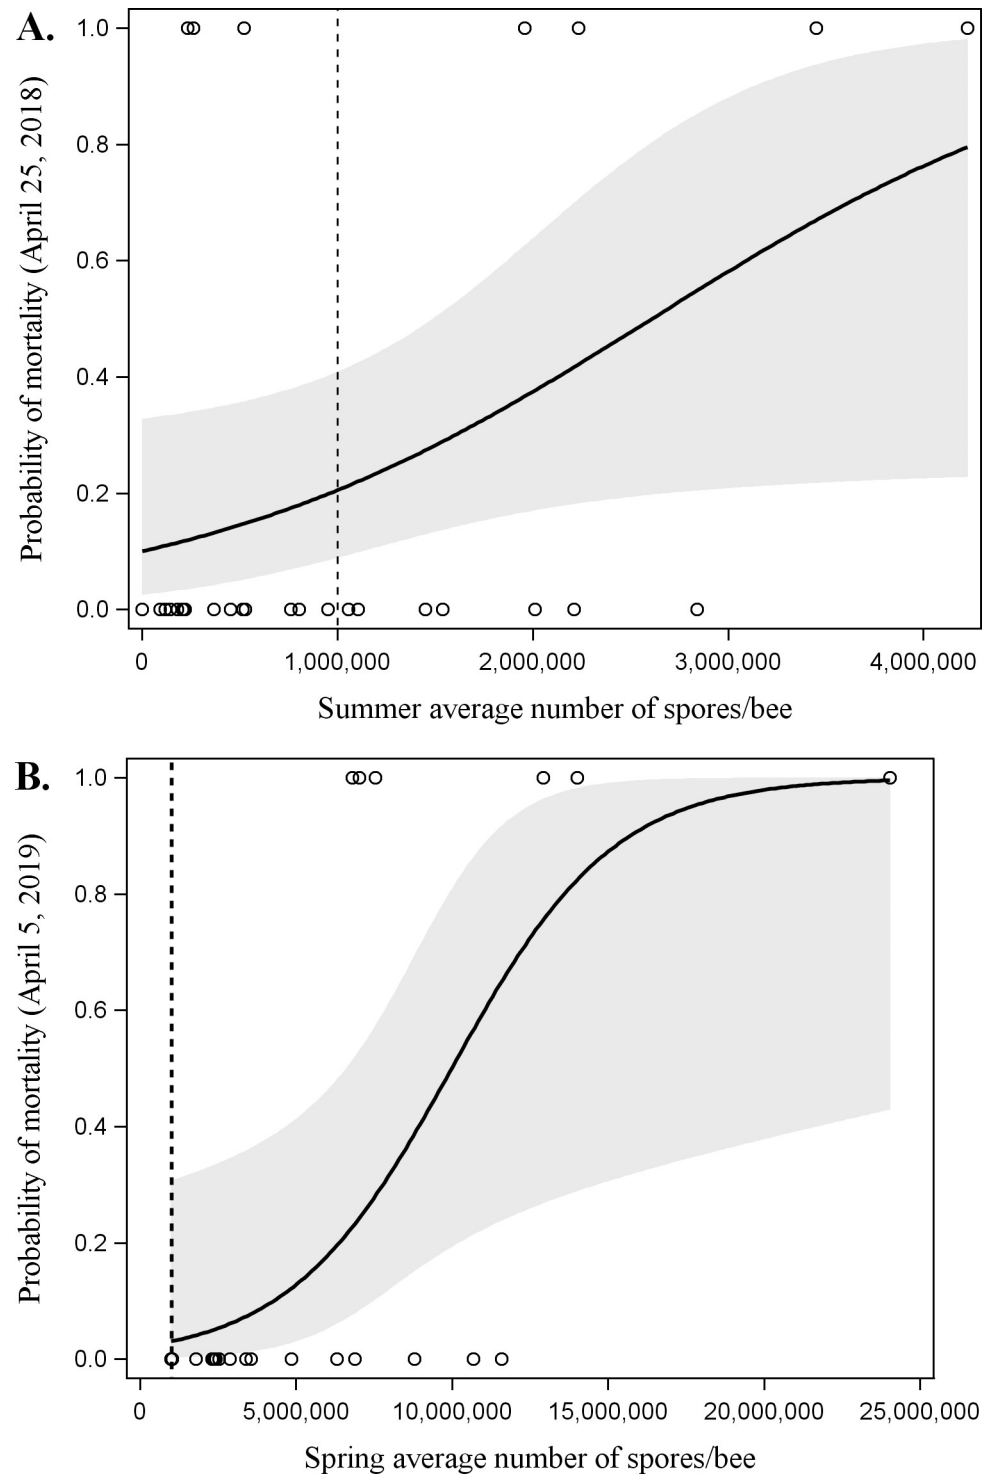 A.
Probability of mortality (April 25, 2018)
1.0
0.8
0.6
0.4
0.2
0.0
0 1,000,000 2,000,000 3,000,000 4,000,000
Summer average number of spores/bee
B.
Probability of mortality (April 5, 2019)
1.0
0.8
0.6
0.4
0.2
0.0
0 5,000,000 10,000,000 15,000,000 20,000,000 25,000,000
Spring average number of spores/bee